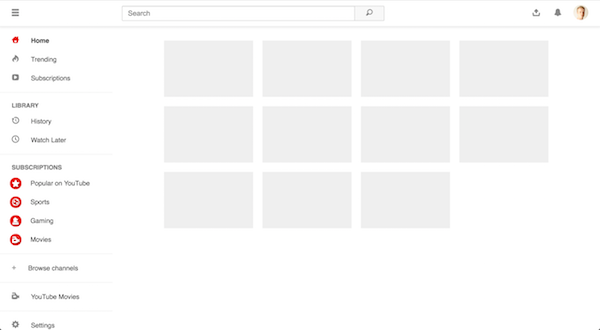 Search
Home
Trending
Subscriptions
LIBRARY
History
Watch Later
SUBSCRIPTIONS
Popular on YouTube
Sports
Gaming
Movies
+ Browse channels
YouTube Movies
Settings